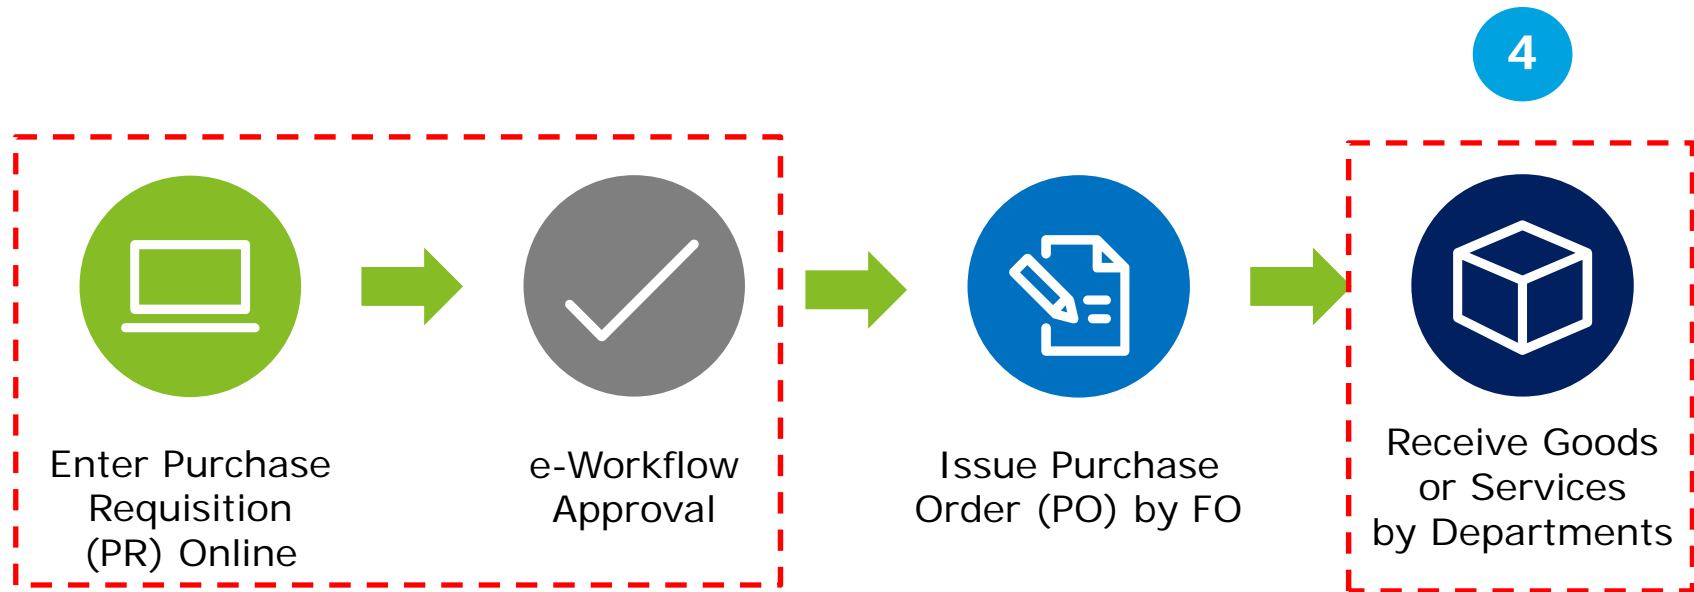 4
Enter Purchase
Requisition
(PR) Online
e-Workflow
Approval
Issue Purchase
Order (PO) by FO
Receive Goods
or Services
by Departments